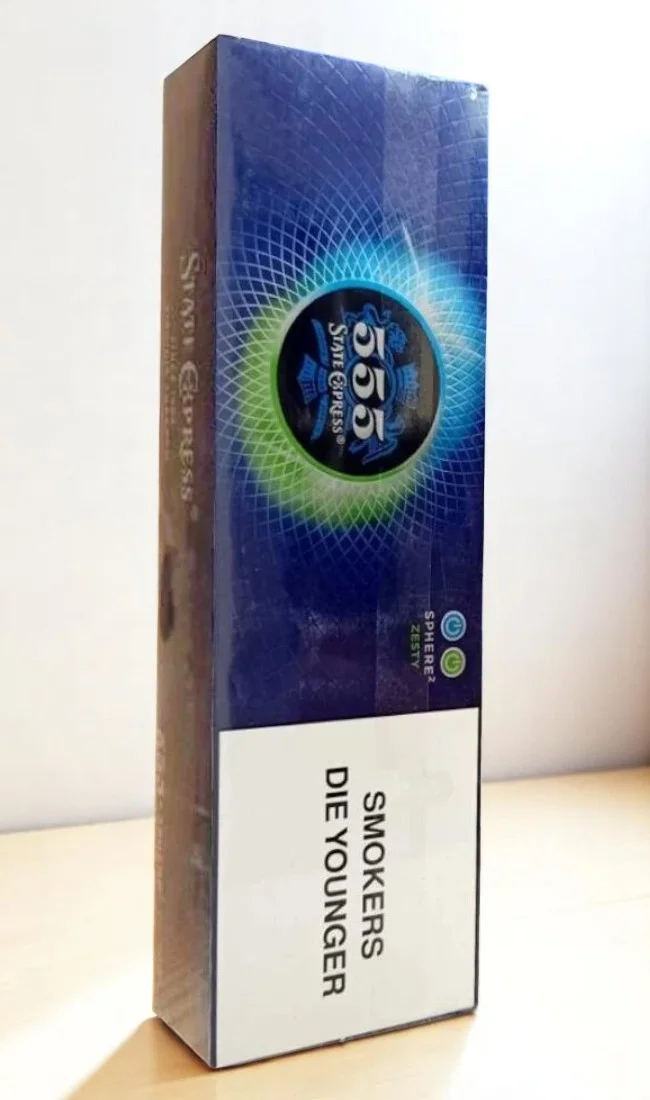 555
STATE EXPRESS®
SPHERE²
ZESTY
SMOKERS
DIE YOUNGER
STATE EXPRESS